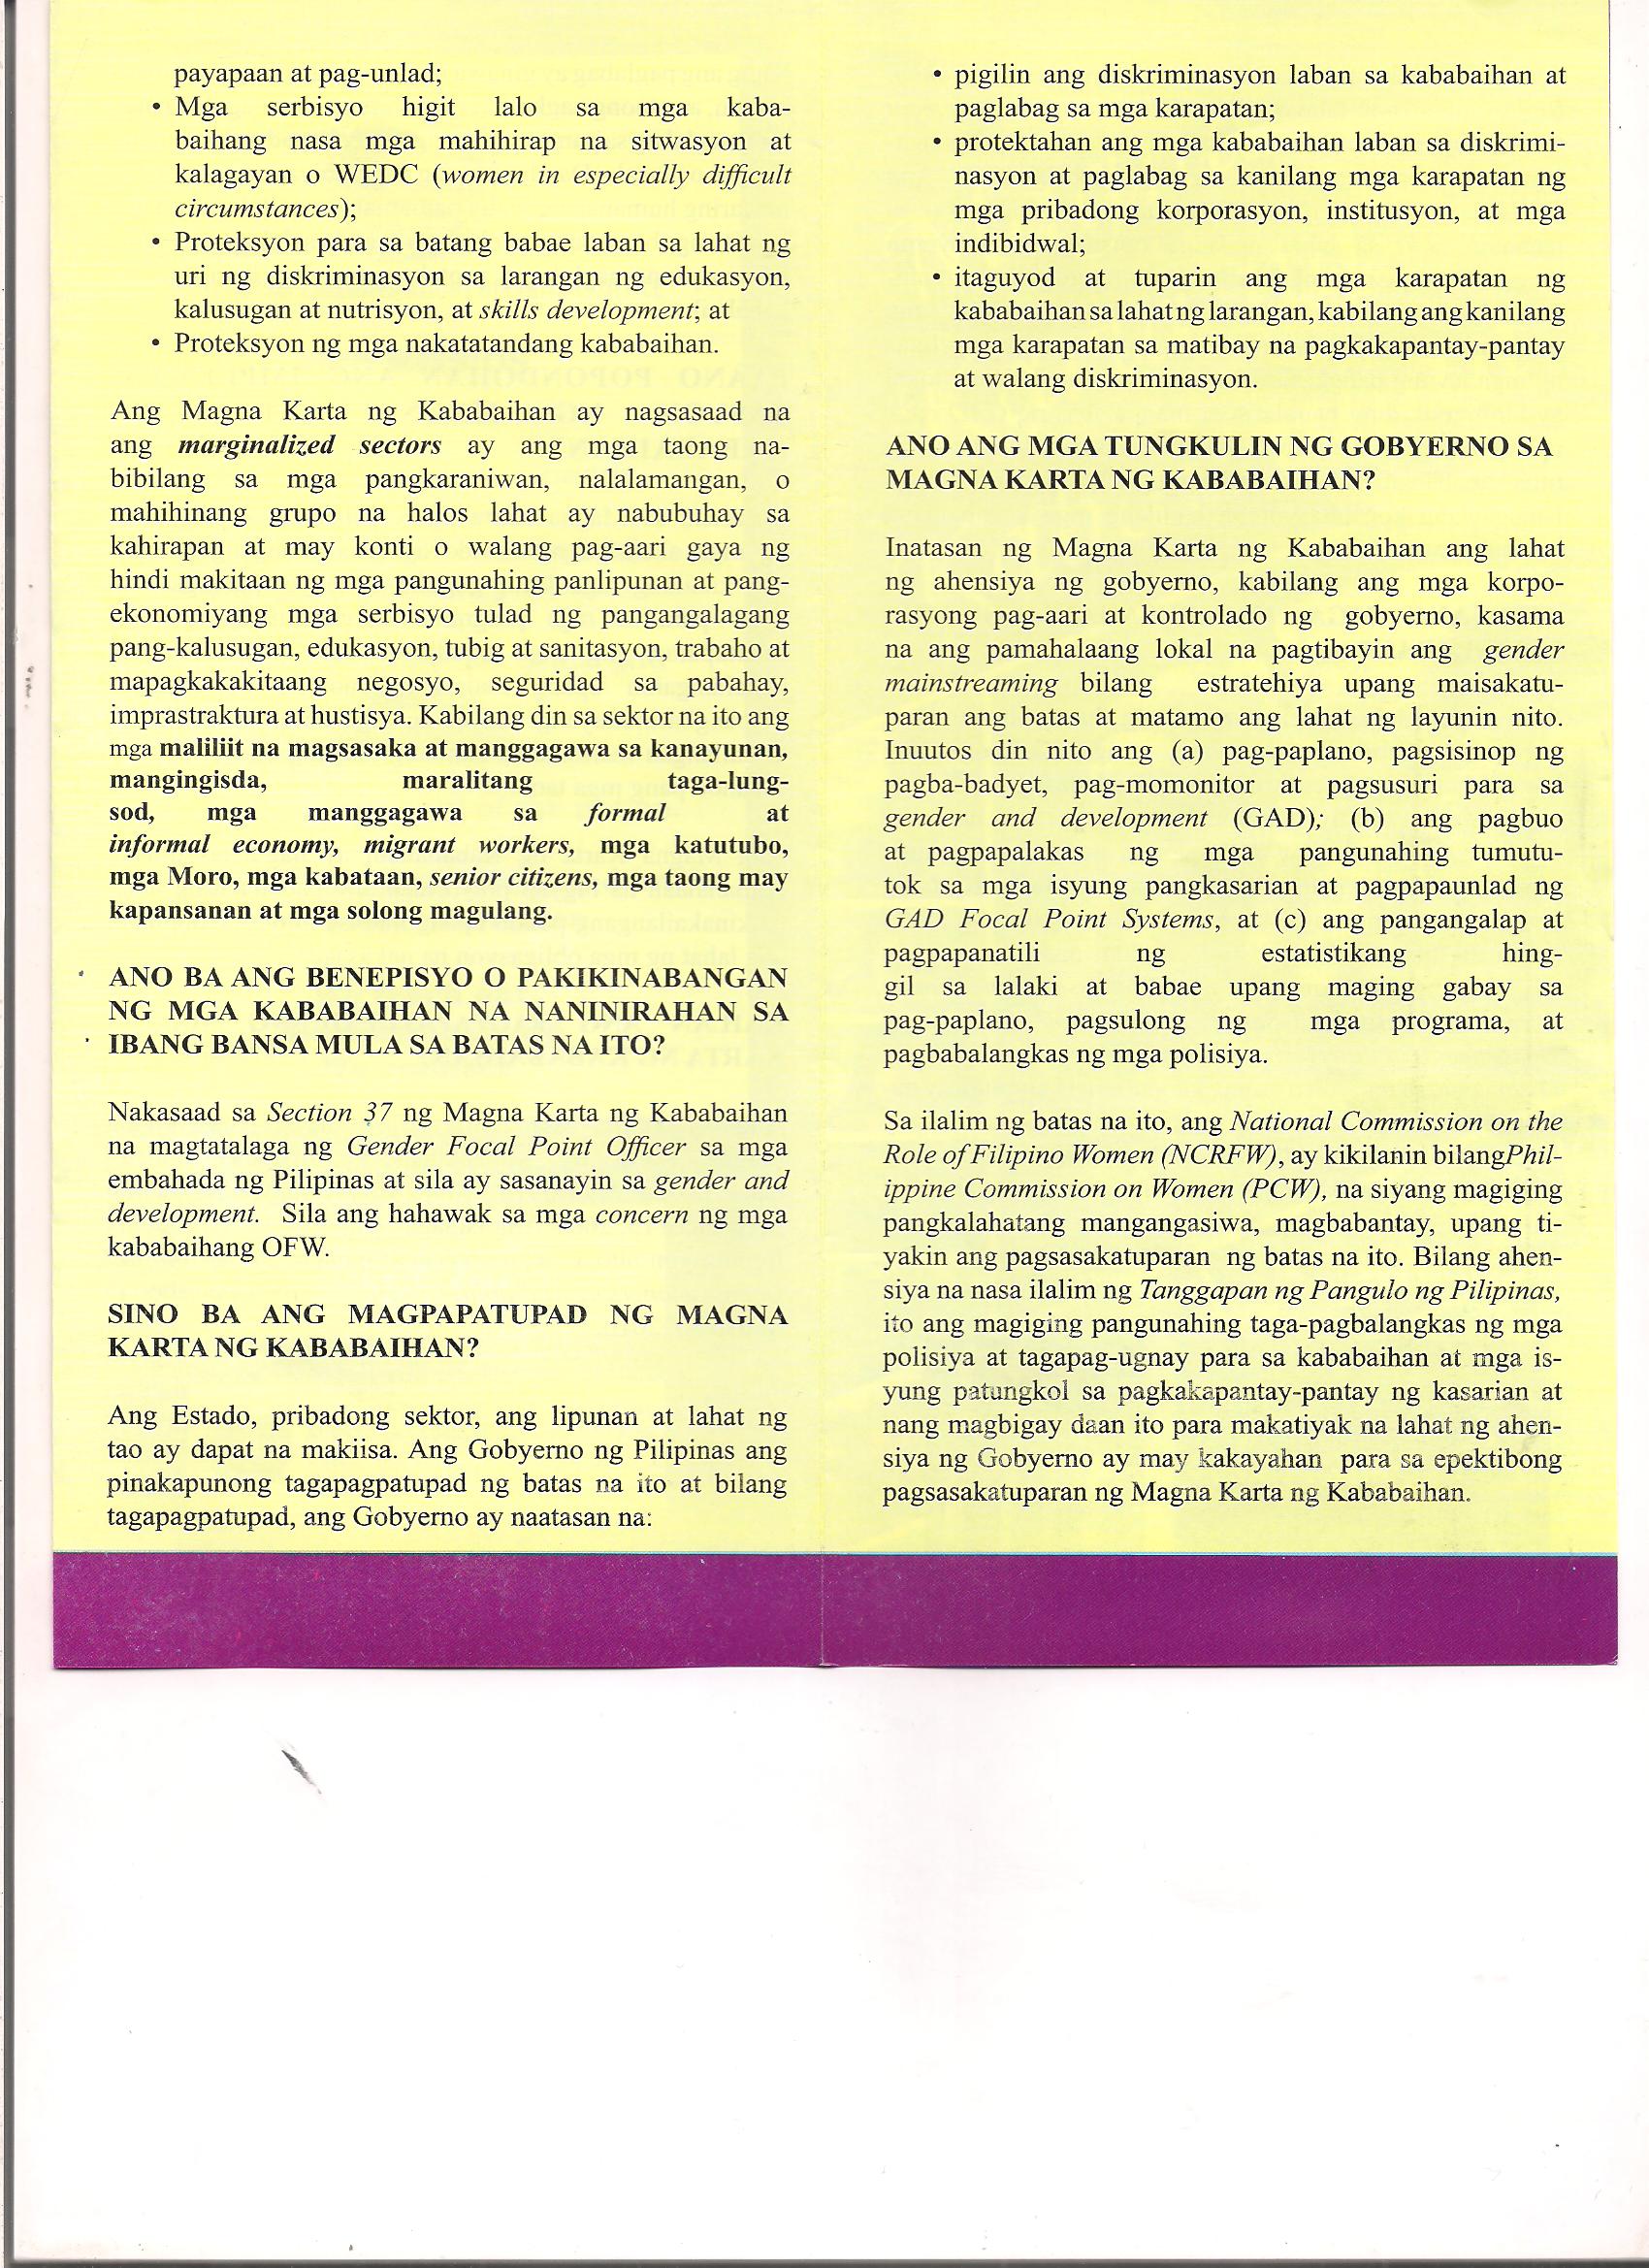 payapaan at pag-unlad;
• Mga serbisyo higit lalo sa mga kaba-
baihang nasa mga mahihirap na sitwasyon at
kalagayan o WEDC (women in especially difficult
circumstances);
• Proteksyon para sa batang babae laban sa lahat ng
uri ng diskriminasyon sa larangan ng edukasyon,
kalusugan at nutrisyon, at skills development; at
• Proteksyon ng mga nakatatandang kababaihan.
Ang Magna Karta ng Kababaihan ay nagsasaad na
ang marginalized sectors ay ang mga taong na-
bibilang sa mga pangkaraniwan, nalalamangan, o
mahihinang grupo na halos lahat ay nabubuhay sa
kahirapan at may konti o walang pag-aari gaya ng
hindi makitaan ng mga pangunahing panlipunan at pang-
ekonomiyang mga serbisyo tulad ng pangangalagang
pang-kalusugan, edukasyon, tubig at sanitasyon, trabaho at
mapagkakakitaang negosyo, seguridad sa pabahay,
imprastraktura at hustisya. Kabilang din sa sektor na ito ang
mga maliliit na magsasaka at manggagawa sa kanayunan,
mangingisda, maralitang taga-lung-
sod, mga manggagawa sa formal at
informal economy, migrant workers, mga katutubo,
mga Moro, mga kabataan, senior citizens, mga taong may
kapansanan at mga solong magulang.
ANO BA ANG BENEPISYO O PAKIKINABANGAN
NG MGA KABABAIHAN NA NANINIRAHAN SA
IBANG BANSA MULA SA BATAS NA ITO?
Nakasaad sa Section 37 ng Magna Karta ng Kababaihan
na magtatalaga ng Gender Focal Point Officer sa mga
embahada ng Pilipinas at sila ay sasanayin sa gender and
development. Sila ang hahawak sa mga concern ng mga
kababaihang OFW.
SINO BA ANG MAGPAPATUPAD NG MAGNA
KARTA NG KABABAIHAN?
Ang Estado, pribadong sektor, ang lipunan at lahat ng
tao ay dapat na makiisa. Ang Gobyerno ng Pilipinas ang
pinakapunong tagapagpatupad ng batas na ito at bilang
tagapagpatupad, ang Gobyerno ay naatasan na:
• pigilin ang diskriminasyon laban sa kababaihan at
paglabag sa mga karapatan;
• protektahan ang mga kababaihan laban sa diskrimi-
nasyon at paglabag sa kanilang mga karapatan ng
mga pribadong korporasyon, institusyon, at mga
indibidwal;
• itaguyod at tuparin ang mga karapatan ng
kababaihan sa lahat ng larangan, kabilang ang kanilang
mga karapatan sa matibay na pagkakapantay-pantay
at walang diskriminasyon.
ANO ANG MGA TUNGKULIN NG GOBYERNO SA
MAGNA KARTA NG KABABAIHAN?
Inatasan ng Magna Karta ng Kababaihan ang lahat
ng ahensiya ng gobyerno, kabilang ang mga korpo-
rasyong pag-aari at kontrolado ng gobyerno, kasama
na ang pamahalaang lokal na pagtibayin ang gender
mainstreaming bilang estratehiya upang maisakatu-
paran ang batas at matamo ang lahat ng layunin nito.
Inuutos din nito ang (a) pag-paplano, pagsisinop ng
pagba-badyet, pag-momonitor at pagsusuri para sa
gender and development (GAD); (b) ang pagbuo
at pagpapalakas ng mga pangunahing tumutu-
tok sa mga isyung pangkasarian at pagpapaunlad ng
GAD Focal Point Systems, at (c) ang pangangalap at
pagpapanatili ng estatistikang hing-
gil sa lalaki at babae upang maging gabay sa
pag-paplano, pagsulong ng mga programa, at
pagbabalangkas ng mga polisiya.
Sa ilalim ng batas na ito, ang National Commission on the
Role of Filipino Women (NCRFW), ay kikilanin bilangPhil-
ippine Commission on Women (PCW), na siyang magiging
pangkalahatang mangangasiwa, magbabantay, upang ti-
yakin ang pagsasakatuparan ng batas na ito. Bilang ahen-
siya na nasa ilalim ng Tanggapan ng Pangulo ng Pilipinas,
ito ang magiging pangunahing taga-pagbalangkas ng mga
polisiya at tagapag-ugnay para sa kababaihan at mga is-
yung patungkol sa pagkakapantay-pantay ng kasarian at
nang magbigay daan ito para makatiyak na lahat ng ahen-
siya ng Gobyerno ay may kakayahan para sa epektibong
pagsasakatuparan ng Magna Karta ng Kababaihan.